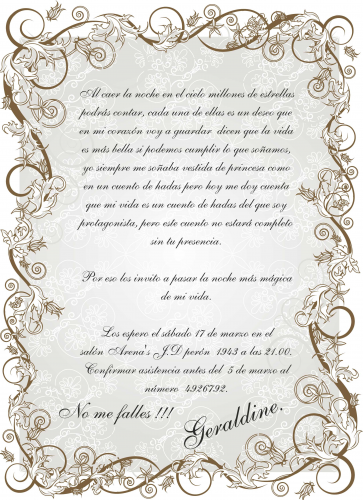 Al caer la noche en el cielo millones de estrellas
podrás contar, cada una de ellas es un deseo que
en mi corazón voy a guardar. dicen que la vida
es más bella si podemos cumplir lo que soñamos,
yo siempre me soñaba vestida de princesa como
en un cuento de hadas pero hoy me doy cuenta
que mi vida es un cuento de hadas del que soy
protagonista, pero este cuento no estará completo
sin tu presencia.
Por eso los invito a pasar la noche más mágica
de mi vida.
Los espero el sábado 17 de marzo en el
salón Arena's J.D perón 1943 a las 21.00.
Confirmar asistencia antes del 5 de marzo al
número 4926792.
No me falles !!!
Geraldine.